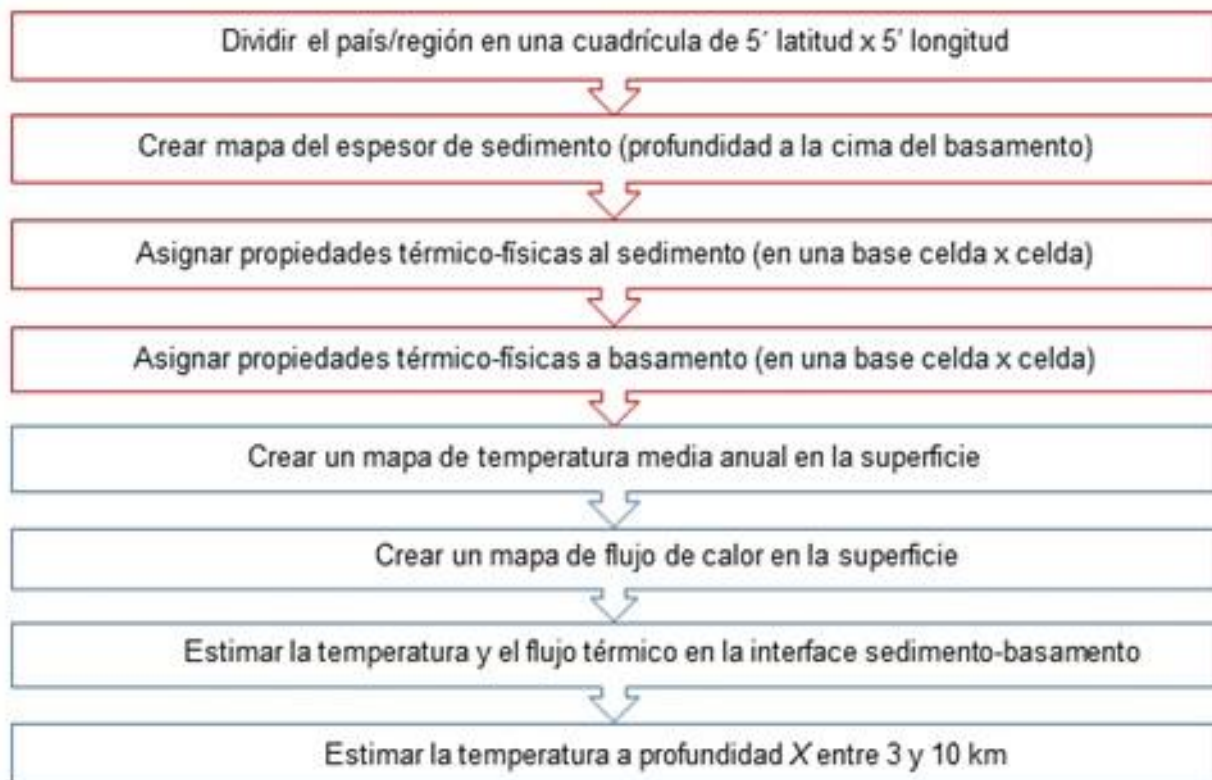 Dividir el país/región en una cuadrícula de 5´ latitud x 5' longitud
Crear mapa del espesor de sedimento (profundidad a la cima del basamento)
Asignar propiedades térmico-físicas al sedimento (en una base celda x celda)
Asignar propiedades térmico-físicas a basamento (en una base celda x celda)
Crear un mapa de temperatura media anual en la superficie
Crear un mapa de flujo de calor en la superficie
Estimar la temperatura y el flujo térmico en la interface sedimento-basamento
Estimar la temperatura a profundidad X entre 3 y 10 km